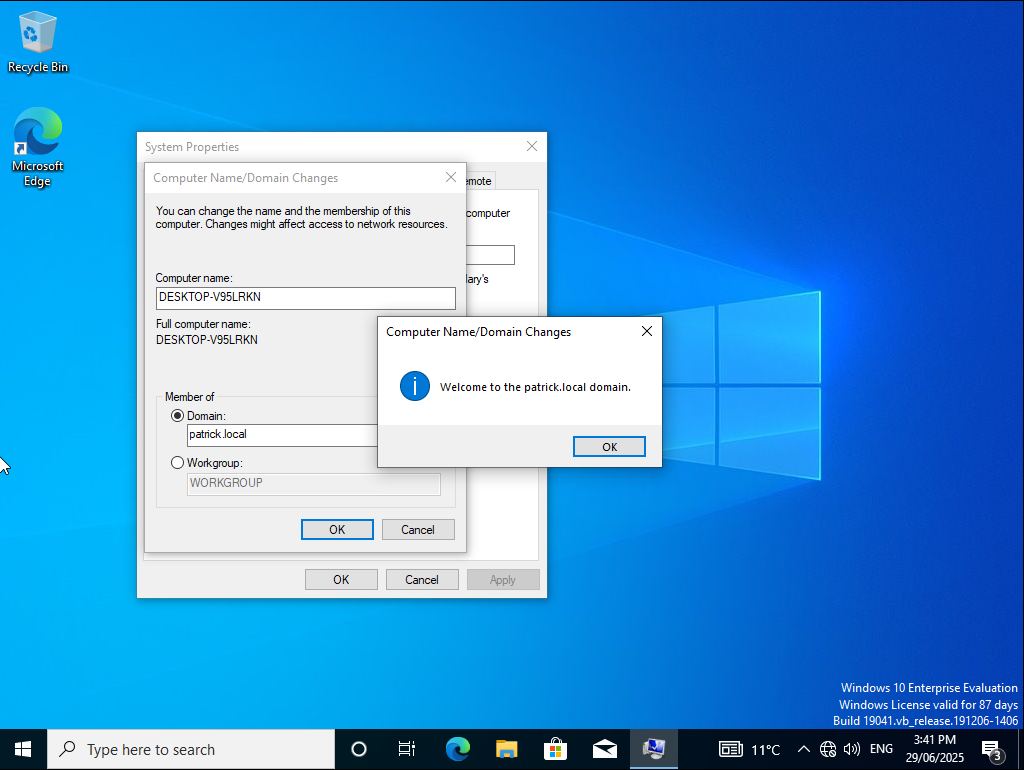 Recycle Bin
Microsoft
Edge
System Properties
Computer Name/Domain Changes
You can change the name and the membership of this
computer. Changes might affect access to network resources.
Computer name:
DESKTOP-V95LRKN
Full computer name:
DESKTOP-V95LRKN
Member of
Domain:
patrick.local
Workgroup:
WORKGROUP
OK
Cancel
emote
computer
lary's
Computer Name/Domain Changes
Welcome to the patrick.local domain.
OK
OK
Cancel
Apply
Windows 10 Enterprise Evaluation
Windows License valid for 87 days
Build 19041.vb_release.191206-1406
Type here to search
11°C
ENG
3:41 PM
29/06/2025
3